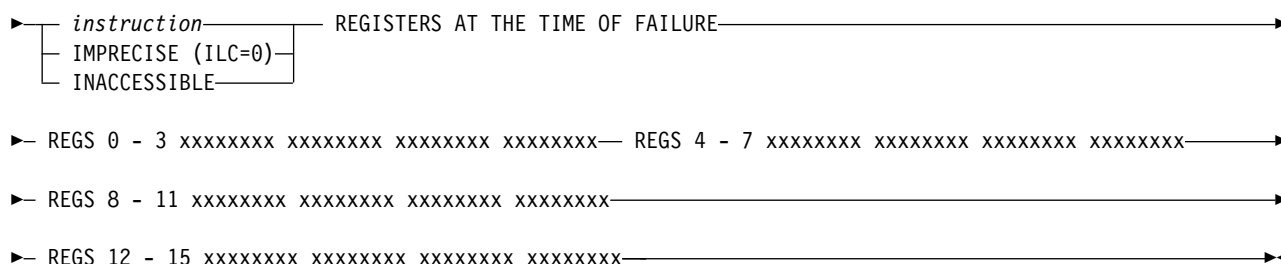 instruction REGISTERS AT THE TIME OF FAILURE
IMPRECISE (ILC=0)
INACCESSIBLE
REGS 0 - 3 xxxxxxxx xxxxxxxx xxxxxxxx xxxxxxxx REGS 4 - 7 xxxxxxxx xxxxxxxx xxxxxxxx xxxxxxxx
REGS 8 - 11 xxxxxxxx xxxxxxxx xxxxxxxx xxxxxxxx
REGS 12 - 15 xxxxxxxx xxxxxxxx xxxxxxxx xxxxxxxx